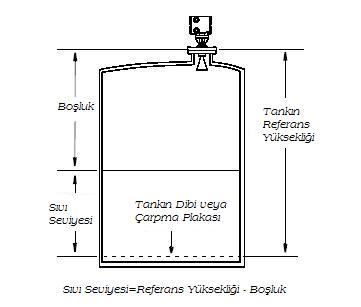 Boşluk
Tankın
Referans
Yüksekliği
Sıvı
Seviyesi
Tankın Dibi veya
Çarpma Plakası
Sıvı Seviyesi=Referans Yüksekliği - Boşluk